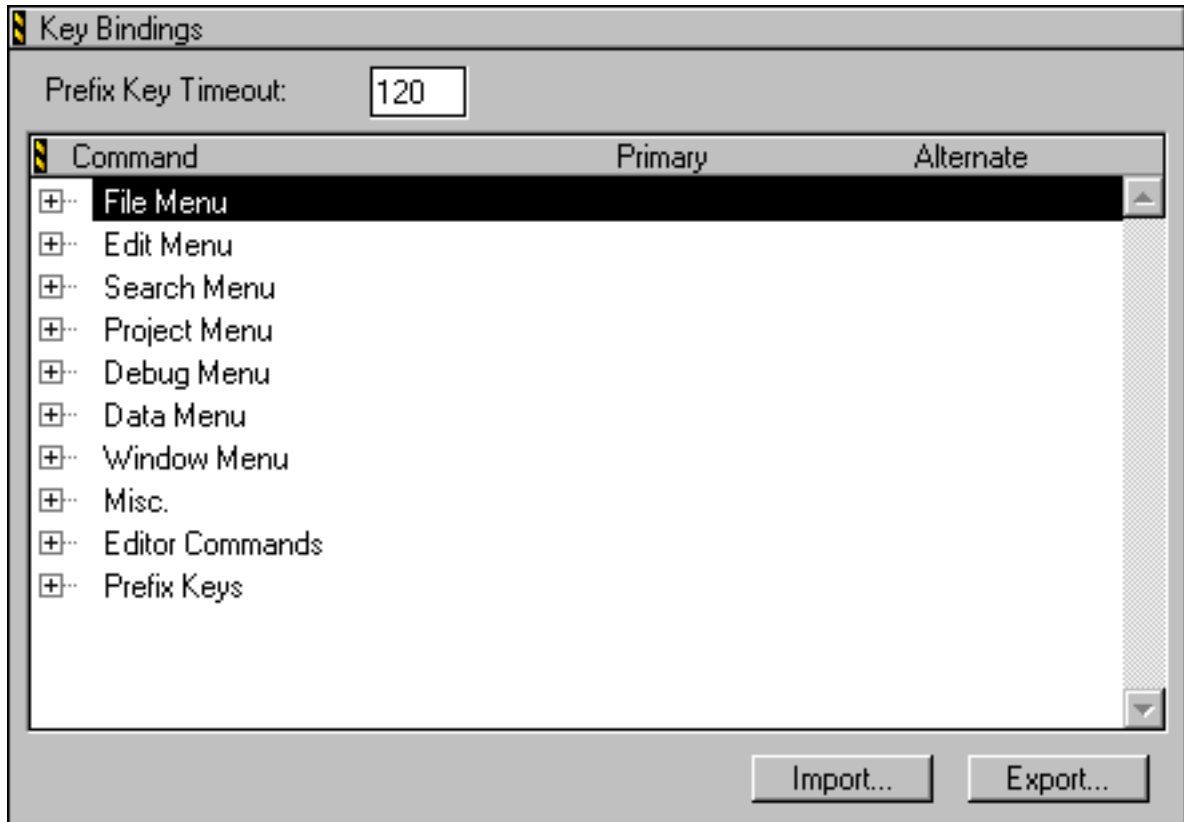 Key Bindings
Prefix Key Timeout: 120
Command Primary Alternate
File Menu
Edit Menu
Search Menu
Project Menu
Debug Menu
Data Menu
Window Menu
Misc.
Editor Commands
Prefix Keys
Import... Export...